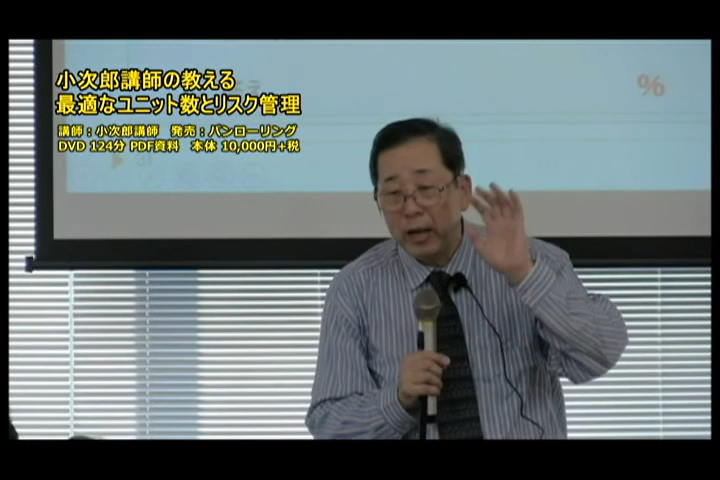 小次郎講師の教える
最適なユニット数とリスク管理
講師：小次郎講師　発売：パンローリング
DVD 124分 PDF資料　本体 10,000円+税
%